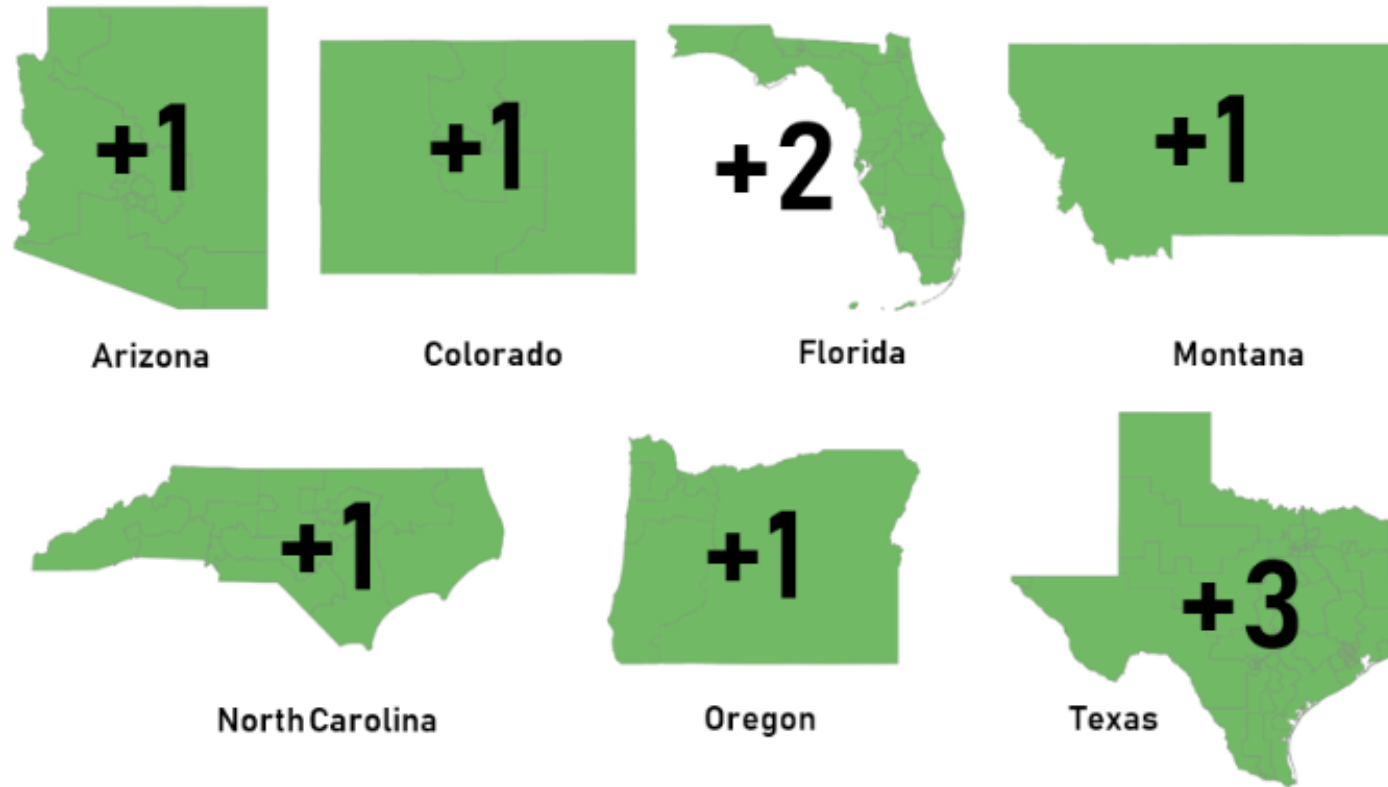 +1
+1
+2
+1
Arizona
Colorado
Florida
Montana
+1
+1
+3
North Carolina
Oregon
Texas